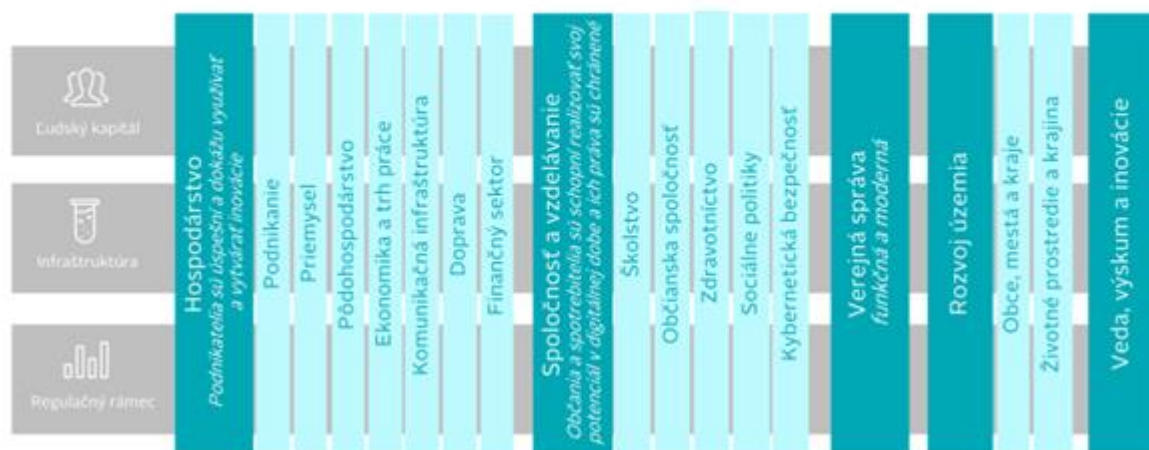 Ľudský kapitál
Infraštruktúra
Regulačný rámec
Hospodárstvo
Podnikatelia sú úspešní a dokážu využívať
a vytvárať inovácie
Podnikanie
Priemysel
Pôdohospodárstvo
Ekonomika a trh práce
Komunikačná infraštruktúra
Doprava
Finančný sektor
Spoločnosť a vzdelávanie
Občania a spotrebitelia sú schopní realizovať svoj
potenciál v digitálnej dobe a ich práva sú chránené
Školstvo
Občianska spoločnosť
Zdravotníctvo
Sociálne politiky
Kybernetická bezpečnosť
Verejná správa
funkčná a moderná
Rozvoj územia
Obce, mestá a kraje
Životné prostredie a krajina
Veda, výskum a inovácie